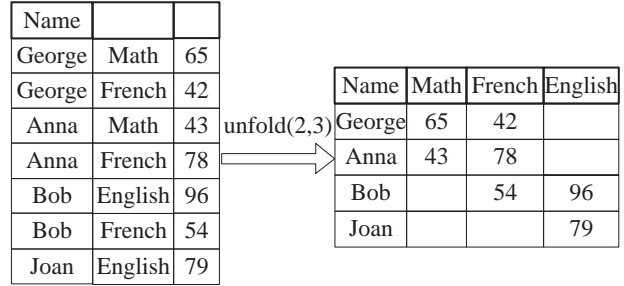 Name
George Math 65
George French 42
Anna Math 43
Anna French 78
Bob English 96
Bob French 54
Joan English 79
unfold(2,3)
Name Math French English
George 65 42
Anna 43 78
Bob 54 96
Joan 79